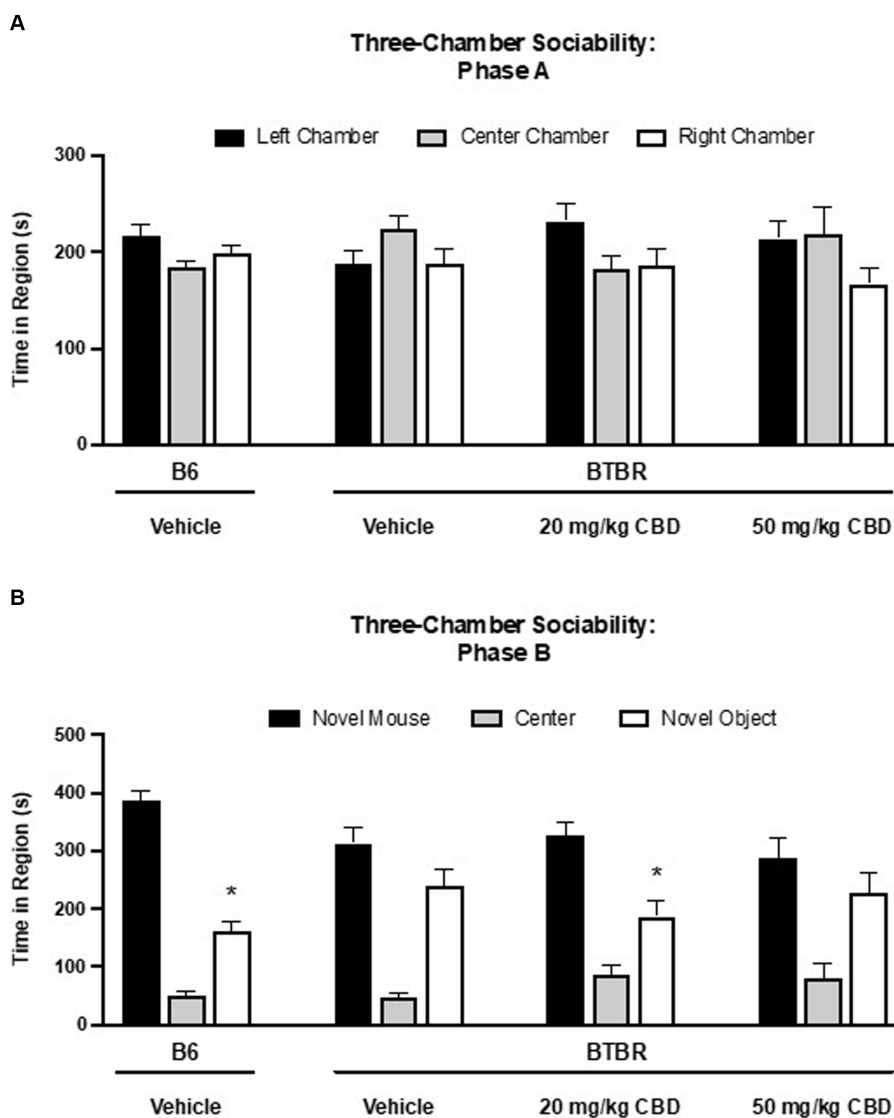 A
Three-Chamber Sociability:
Phase A
Left Chamber Center Chamber Right Chamber
Time in Region (s)
300
200
100
0
B6 BTBR
Vehicle Vehicle 20 mg/kg CBD 50 mg/kg CBD
B
Three-Chamber Sociability:
Phase B
Novel Mouse Center Novel Object
Time in Region (s)
500
400
300
200
100
0
* *
B6 BTBR
Vehicle Vehicle 20 mg/kg CBD 50 mg/kg CBD